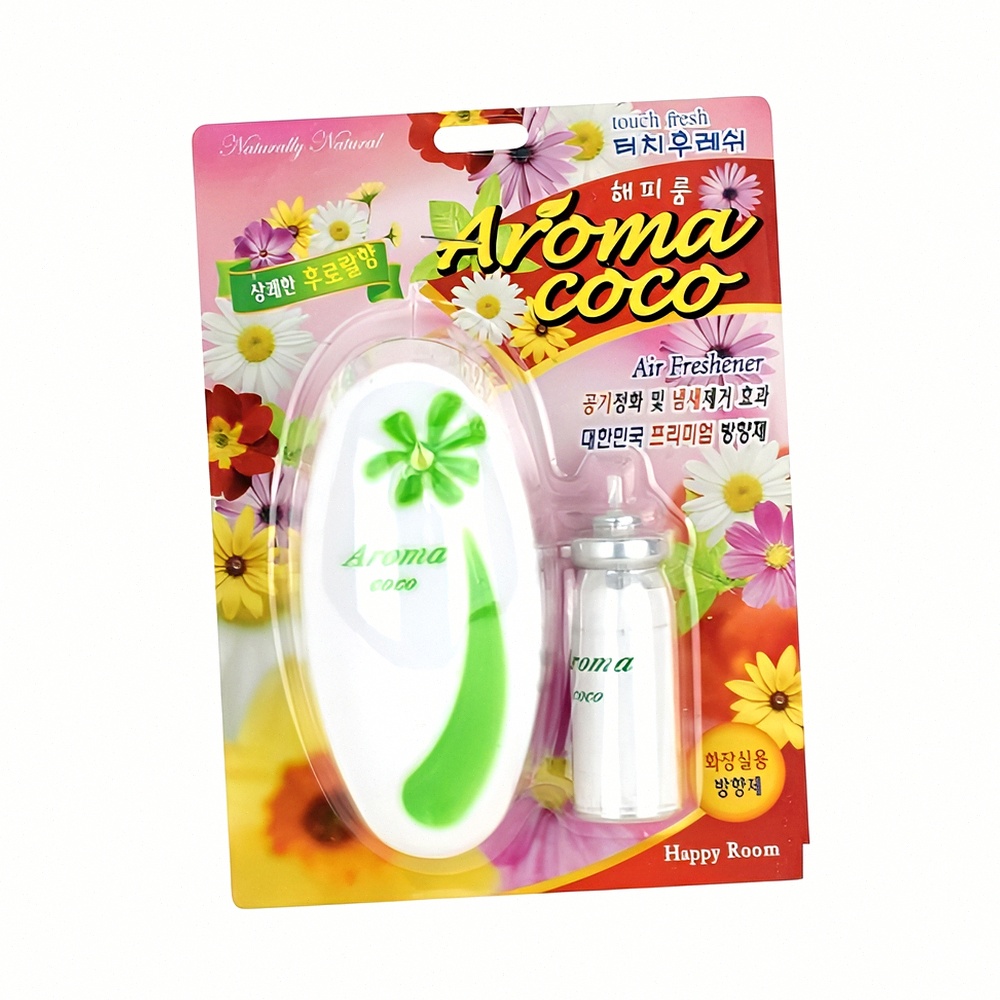 Naturally Natural
touch fresh
터치후레쉬
해피룸
Aroma
coco
상쾌한 후로랄향
Air Freshener
공기정화 및 냄새제거 효과
대한민국 프리미엄 방향제
Aroma
coco
Aroma
coco
화장실용
방향제
Happy Room